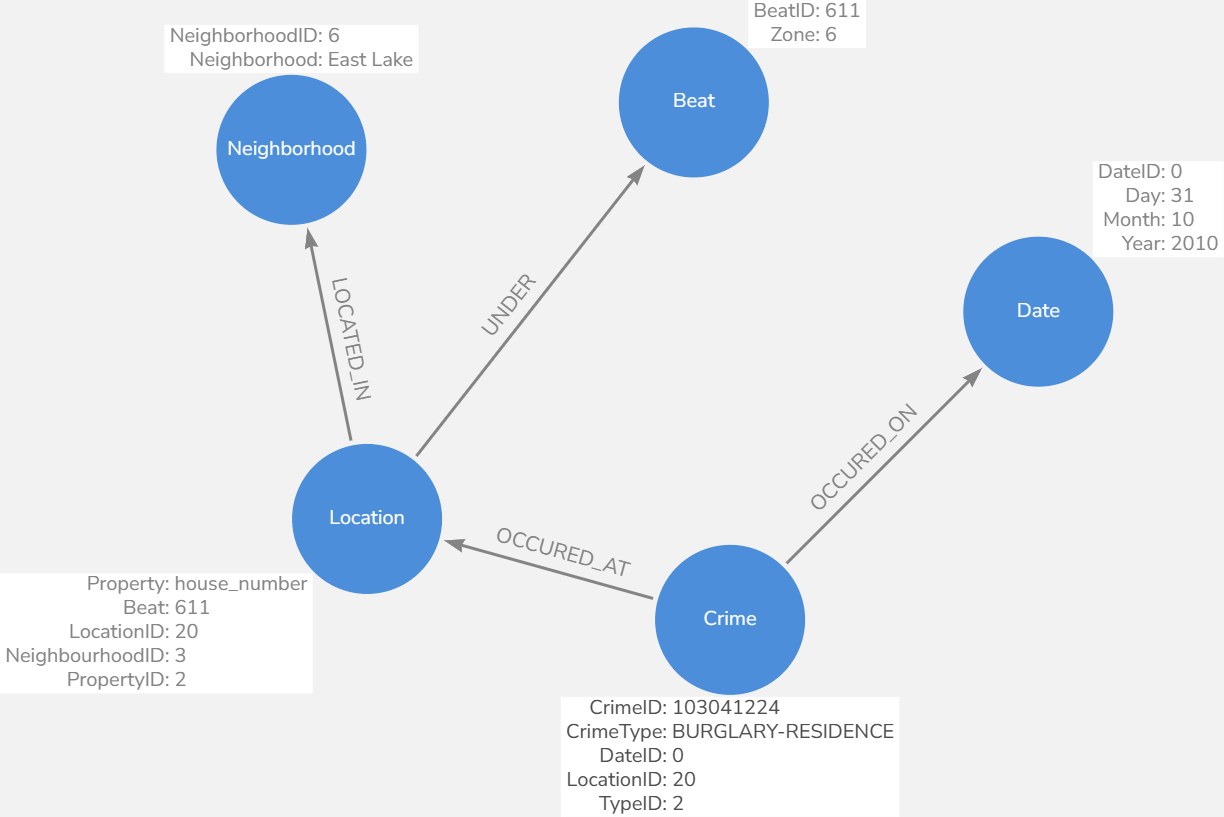 BeatID: 611
Zone: 6
NeighborhoodID: 6
Neighborhood: East Lake
Beat
Neighborhood
DateID: 0
Day: 31
Month: 10
Year: 2010
Date
UNDER
LOCATED_IN
OCCURED_ON
Location
OCCURED_AT
Property: house_number
Beat: 611
LocationID: 20
NeighbourhoodID: 3
PropertyID: 2
Crime
CrimeID: 103041224
CrimeType: BURGLARY-RESIDENCE
DateID: 0
LocationID: 20
TypeID: 2